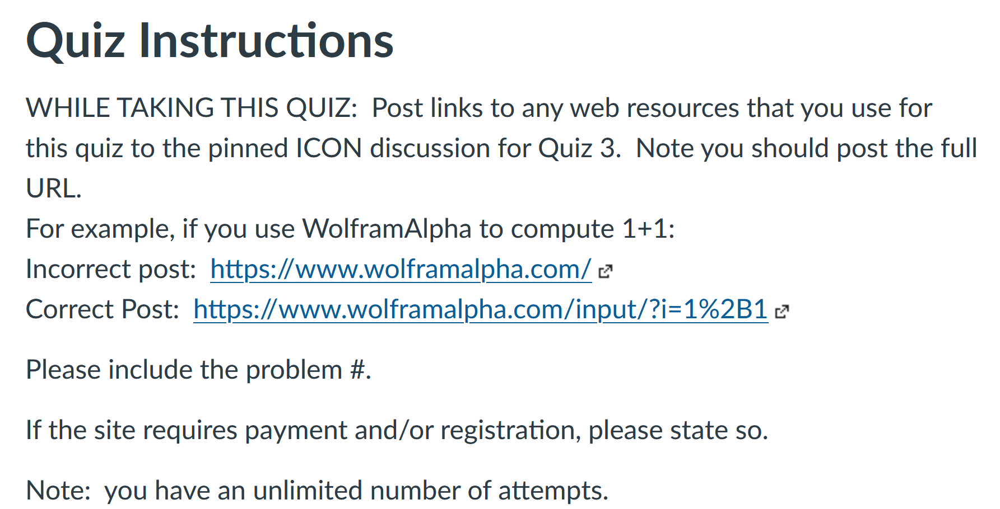 Quiz Instructions
WHILE TAKING THIS QUIZ:  Post links to any web resources that you use for
this quiz to the pinned ICON discussion for Quiz 3.  Note you should post the full
URL.
For example, if you use WolframAlpha to compute 1+1:
Incorrect post:  https://www.wolframalpha.com/
Correct Post:  https://www.wolframalpha.com/input/?i=1%2B1
Please include the problem #.
If the site requires payment and/or registration, please state so.
Note:  you have an unlimited number of attempts.